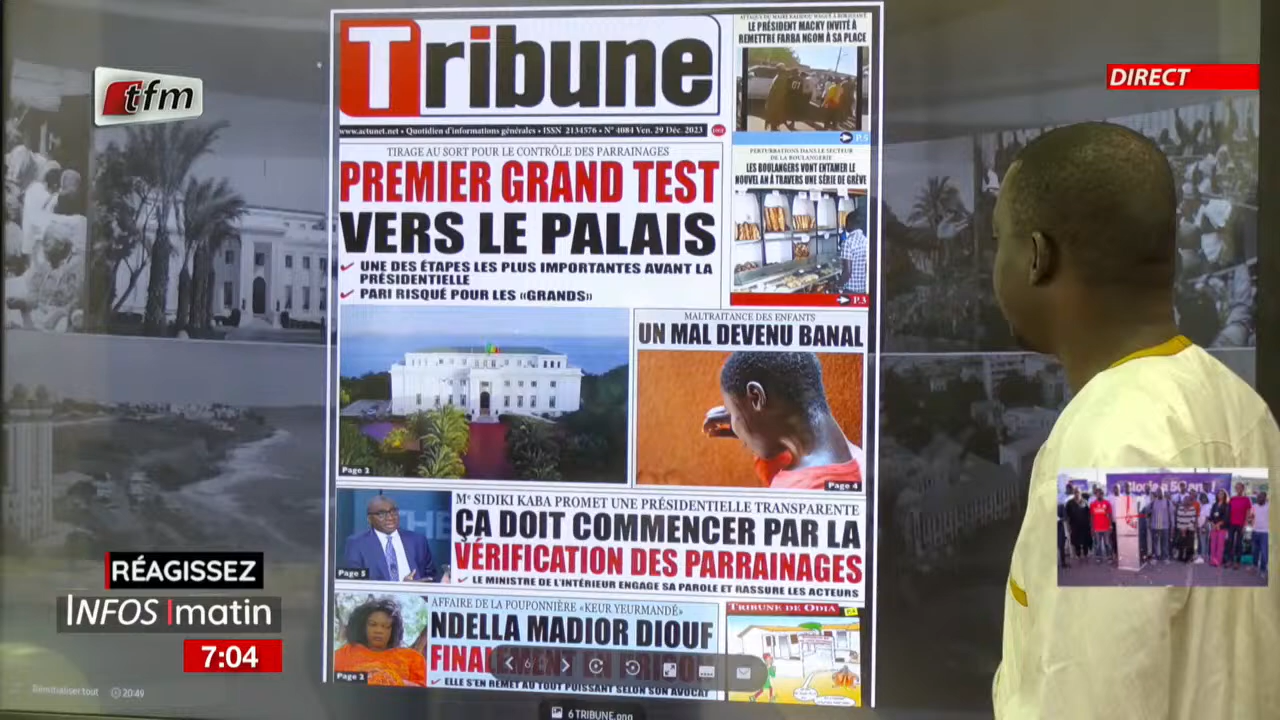 tfm
DIRECT
Tribune
www.actunet.net • Quotidien d'informations générales • ISSN 2134576 • N° 4084 Ven. 29 Déc. 2023
LE PRÉSIDENT MACKY INVITÉ À
REMETTRE FARBA NGOM À SA PLACE
P.5
PERTURBATIONS DANS LE SECTEUR
DE LA BOULANGERIE
LES BOULANGERS VONT ENTAMER LE
NOUVEL AN À TRAVERS UNE SÉRIE DE GRÈVE
P.3
TIRAGE AU SORT POUR LE CONTRÔLE DES PARRAINAGES
PREMIER GRAND TEST
VERS LE PALAIS
UNE DES ÉTAPES LES PLUS IMPORTANTES AVANT LA
PRÉSIDENTIELLE
PARI RISQUÉ POUR LES «GRANDS»
Page 3
MALTRAITANCE DES ENFANTS
UN MAL DEVENU BANAL
Page 4
Me SIDIKI KABA PROMET UNE PRÉSIDENTIELLE TRANSPARENTE
ÇA DOIT COMMENCER PAR LA
VÉRIFICATION DES PARRAINAGES
LE MINISTRE DE L'INTÉRIEUR ENGAGE SA PAROLE ET RASSURE LES ACTEURS
Page 5
AFFAIRE DE LA POUPONNIÈRE «KEUR YEURMANDÉ»
NDELLA MADIOR DIOUF
ELLE S'EN REMET AU TOUT PUISSANT SELON SON AVOCAT
Page 3
TRIBUNE DE ODIA
RÉAGISSEZ
INFOS matin
7:04
Réinitialiser tout
20:49
6 TRIBUNE.png